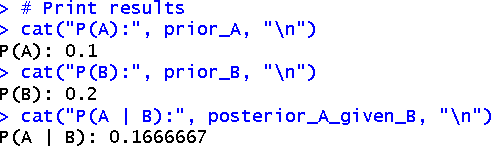 > # Print results
> cat("P(A):", prior_A, "\n")
P(A): 0.1
> cat("P(B):", prior_B, "\n")
P(B): 0.2
> cat("P(A | B):", posterior_A_given_B, "\n")
P(A | B): 0.1666667